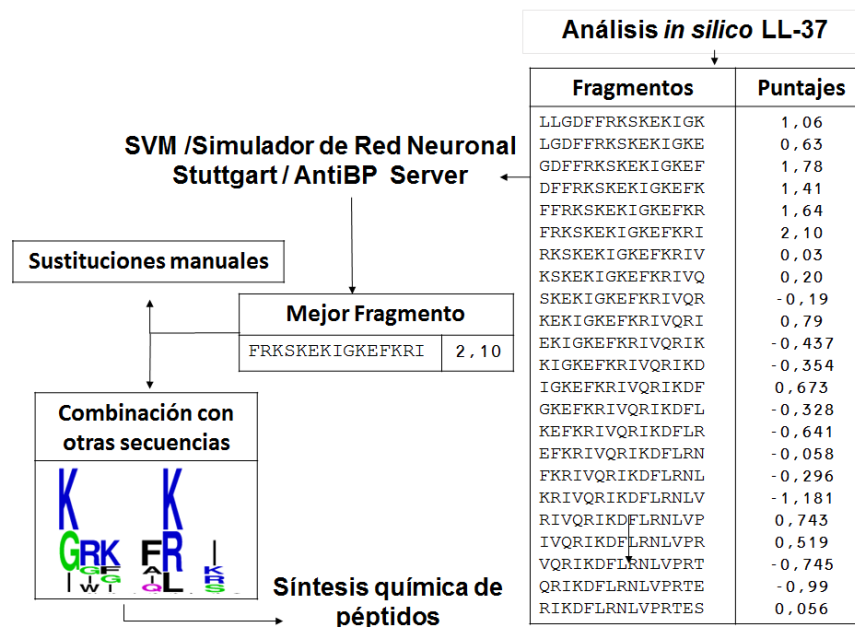 Análisis in silico LL-37
Fragmentos Puntajes
LLGDFFRKSKEKIGK 1,06
LGDFFRKSKEKIGKE 0,63
GDFFRKSKEKIGKEF 1,78
DFFRKSKEKIGKEFK 1,41
FFRKSKEKIGKEFKR 1,64
FRKSKEKIGKEFKRI 2,10
RKSKEKIGKEFKRIV 0,03
KSKEKIGKEFKRIVQ 0,20
SKEKIGKEFKRIVQR -0,19
KEKIGKEFKRIVQRI 0,79
EKIGKEFKRIVQRIK -0,437
KIGKEFKRIVQRIKD -0,354
IGKEFKRIVQRIKDF 0,673
GKEFKRIVQRIKDFL -0,328
KEFKRIVQRIKDFLR -0,641
EFKRIVQRIKDFLRN -0,058
FKRIVQRIKDFLRNL -0,296
KRIVQRIKDFLRNLV -1,181
RIVQRIKDFLRNLVP 0,743
IVQRIKDFLRNLVPR 0,519
VQRIKDFLRNLVPRT -0,745
QRIKDFLRNLVPRTE -0,99
RIKDFLRNLVPRTES 0,056
SVM /Simulador de Red Neuronal
Stuttgart / AntiBP Server
Sustituciones manuales
Mejor Fragmento
FRKSKEKIGKEFKRI 2,10
Combinación con
otras secuencias
K K
GRK FR I
Síntesis química de
péptidos